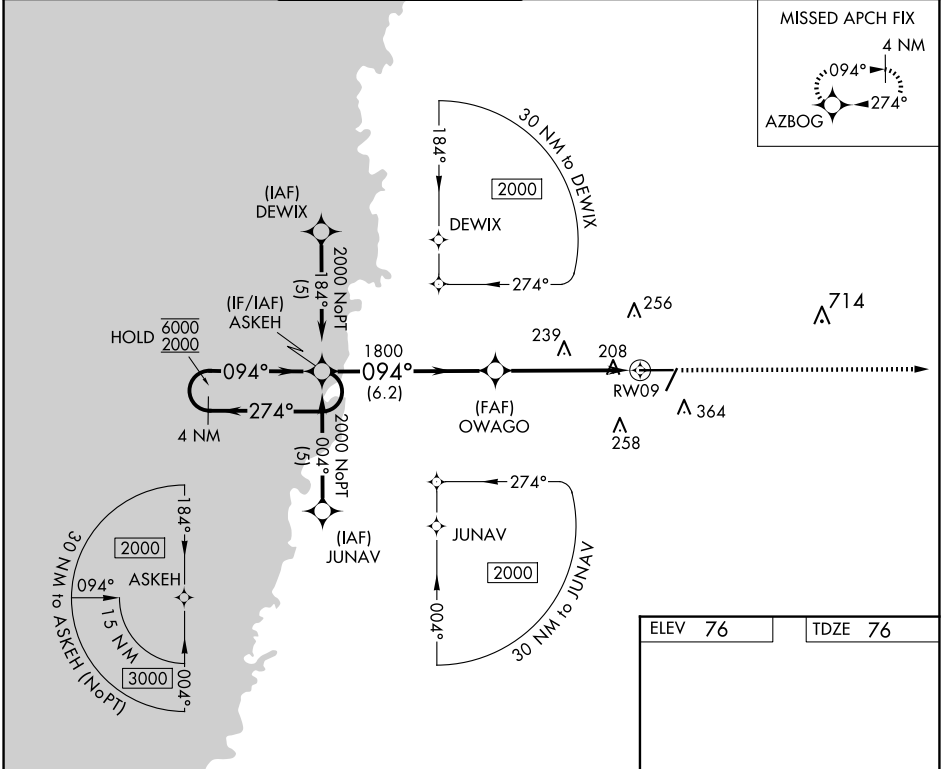 MISSED APCH FIX
4 NM
094°
274°
AZBOG
30 NM to DEWIX
184°
2000
DEWIX
274°
(IAF)
DEWIX
2000 NoPT
184°
(5)
(IF/IAF)
ASKEH
HOLD 6000
2000
094°
274°
4 NM
1800
094°
(6.2)
(FAF)
OWAGO
239
256
208
RW09
714
364
258
2000 NoPT
004°
(5)
(IAF)
JUNAV
274°
JUNAV
2000
004°
30 NM to JUNAV
184°
2000
ASKEH
094°
15 NM
3000
004°
30 NM to ASKEH (NoPT)
ELEV 76
TDZE 76